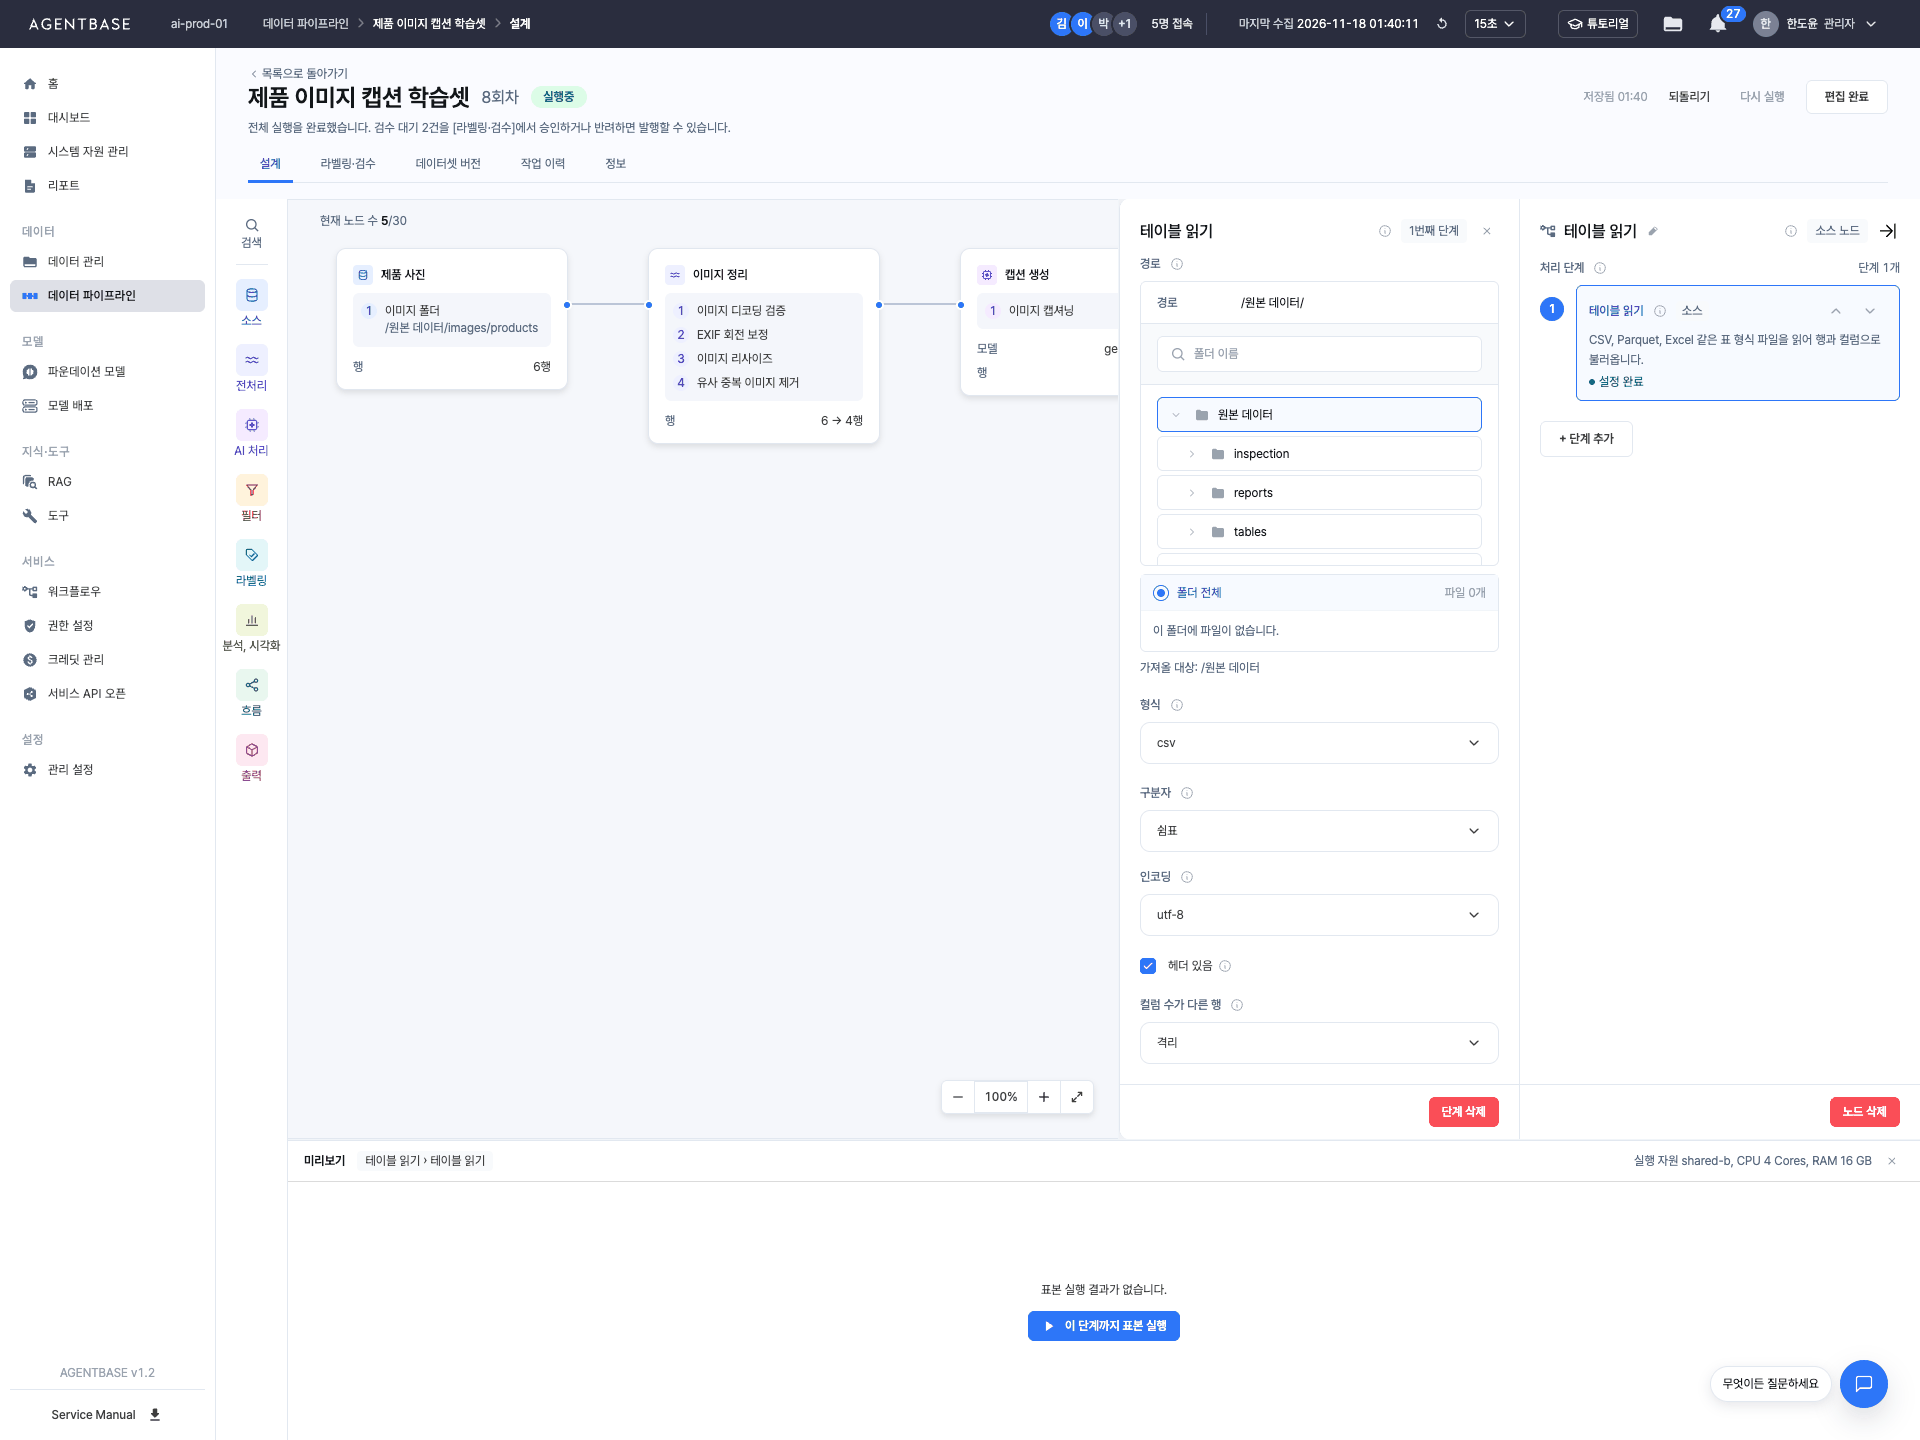 AGENTBASE
ai-prod-01
데이터 파이프라인 > 제품 이미지 캡션 학습셋 > 설계
김 이 박 +1 5명 접속
마지막 수집 2026-11-18 01:40:11
15초
튜토리얼
27
한 한도윤 관리자
홈
대시보드
시스템 자원 관리
리포트
데이터
데이터 관리
데이터 파이프라인
모델
파운데이션 모델
모델 배포
지식·도구
RAG
도구
서비스
워크플로우
권한 설정
크레딧 관리
서비스 API 오픈
설정
관리 설정
AGENTBASE v1.2
Service Manual
목록으로 돌아가기
제품 이미지 캡션 학습셋 8회차 실행중
저장됨 01:40 되돌리기 다시 실행 편집 완료
전체 실행을 완료했습니다. 검수 대기 2건을 [라벨링·검수]에서 승인하거나 반려하면 발행할 수 있습니다.
설계 라벨링·검수 데이터셋 버전 작업 이력 정보
검색
소스
전처리
AI 처리
필터
라벨링
분석, 시각화
흐름
출력
현재 노드 수 5/30
제품 사진
1 이미지 폴더
/원본 데이터/images/products
행 6행
이미지 정리
1 이미지 디코딩 검증
2 EXIF 회전 보정
3 이미지 리사이즈
4 유사 중복 이미지 제거
행 6 → 4행
캡션 생성
1 이미지 캡셔닝
모델 ge
행
100%
테이블 읽기 1번째 단계
경로
경로 /원본 데이터/
폴더 이름
원본 데이터
inspection
reports
tables
폴더 전체 파일 0개
이 폴더에 파일이 없습니다.
가져올 대상: /원본 데이터
형식
csv
구분자
쉼표
인코딩
utf-8
헤더 있음
컬럼 수가 다른 행
격리
단계 삭제
테이블 읽기 소스 노드
처리 단계 단계 1개
1 테이블 읽기 소스
CSV, Parquet, Excel 같은 표 형식 파일을 읽어 행과 컬럼으로
불러옵니다.
설정 완료
+ 단계 추가
노드 삭제
미리보기 테이블 읽기 › 테이블 읽기
실행 자원 shared-b, CPU 4 Cores, RAM 16 GB
표본 실행 결과가 없습니다.
이 단계까지 표본 실행
무엇이든 질문하세요